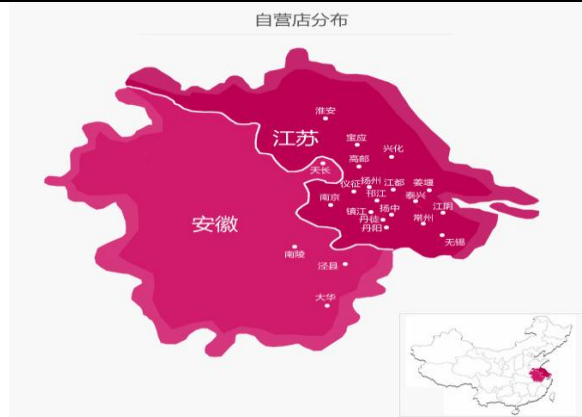 自营店分布
淮安
江苏
宝应
兴化
高邮
天长
仪征
扬州
江都
姜堰
邗江
泰兴
南京
镇江
扬中
江阴
丹徒
常州
丹阳
安徽
无锡
南陵
泾县
大华